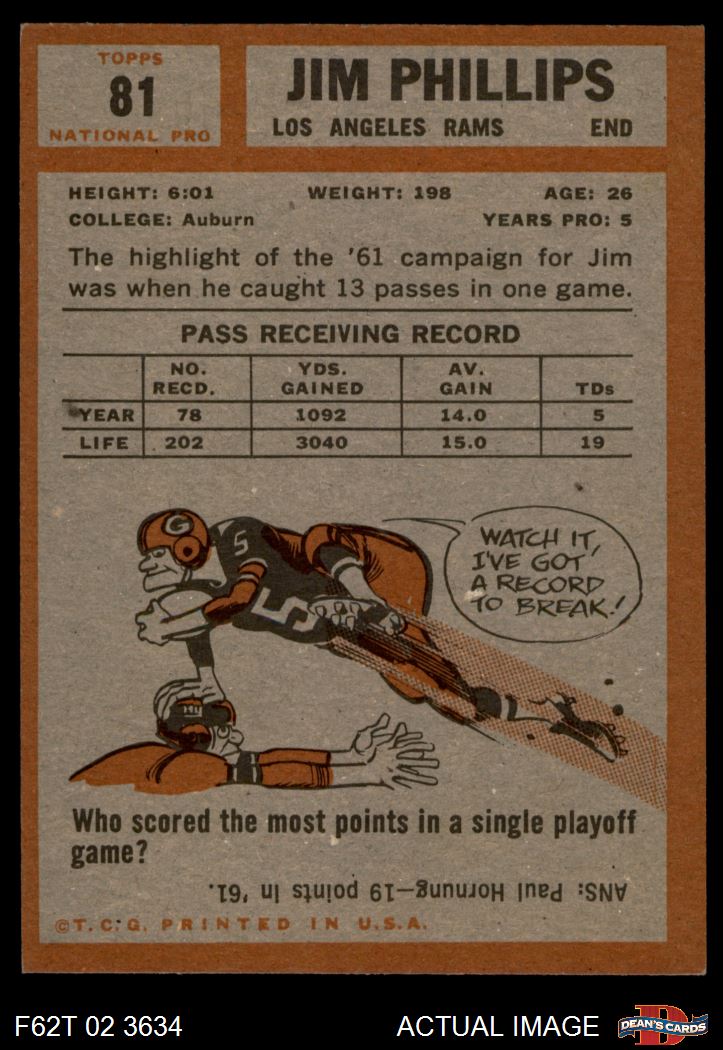 TOPPS
81
NATIONAL PRO
JIM PHILLIPS
LOS ANGELES RAMS END
HEIGHT: 6:01 WEIGHT: 198 AGE: 26
COLLEGE: Auburn YEARS PRO: 5
The highlight of the '61 campaign for Jim
was when he caught 13 passes in one game.
PASS RECEIVING RECORD
NO. RECD. YDS. GAINED AV. GAIN TDs
YEAR 78 1092 14.0 5
LIFE 202 3040 15.0 19
G
5
5
WATCH IT,
I'VE GOT
A RECORD
TO BREAK!
Who scored the most points in a single playoff
game?
ANS: Paul Hornung—19 points in '61.
©T.C.G. PRINTED IN U.S.A.
F62T 02 3634 ACTUAL IMAGE
D
DEAN'S CARDS